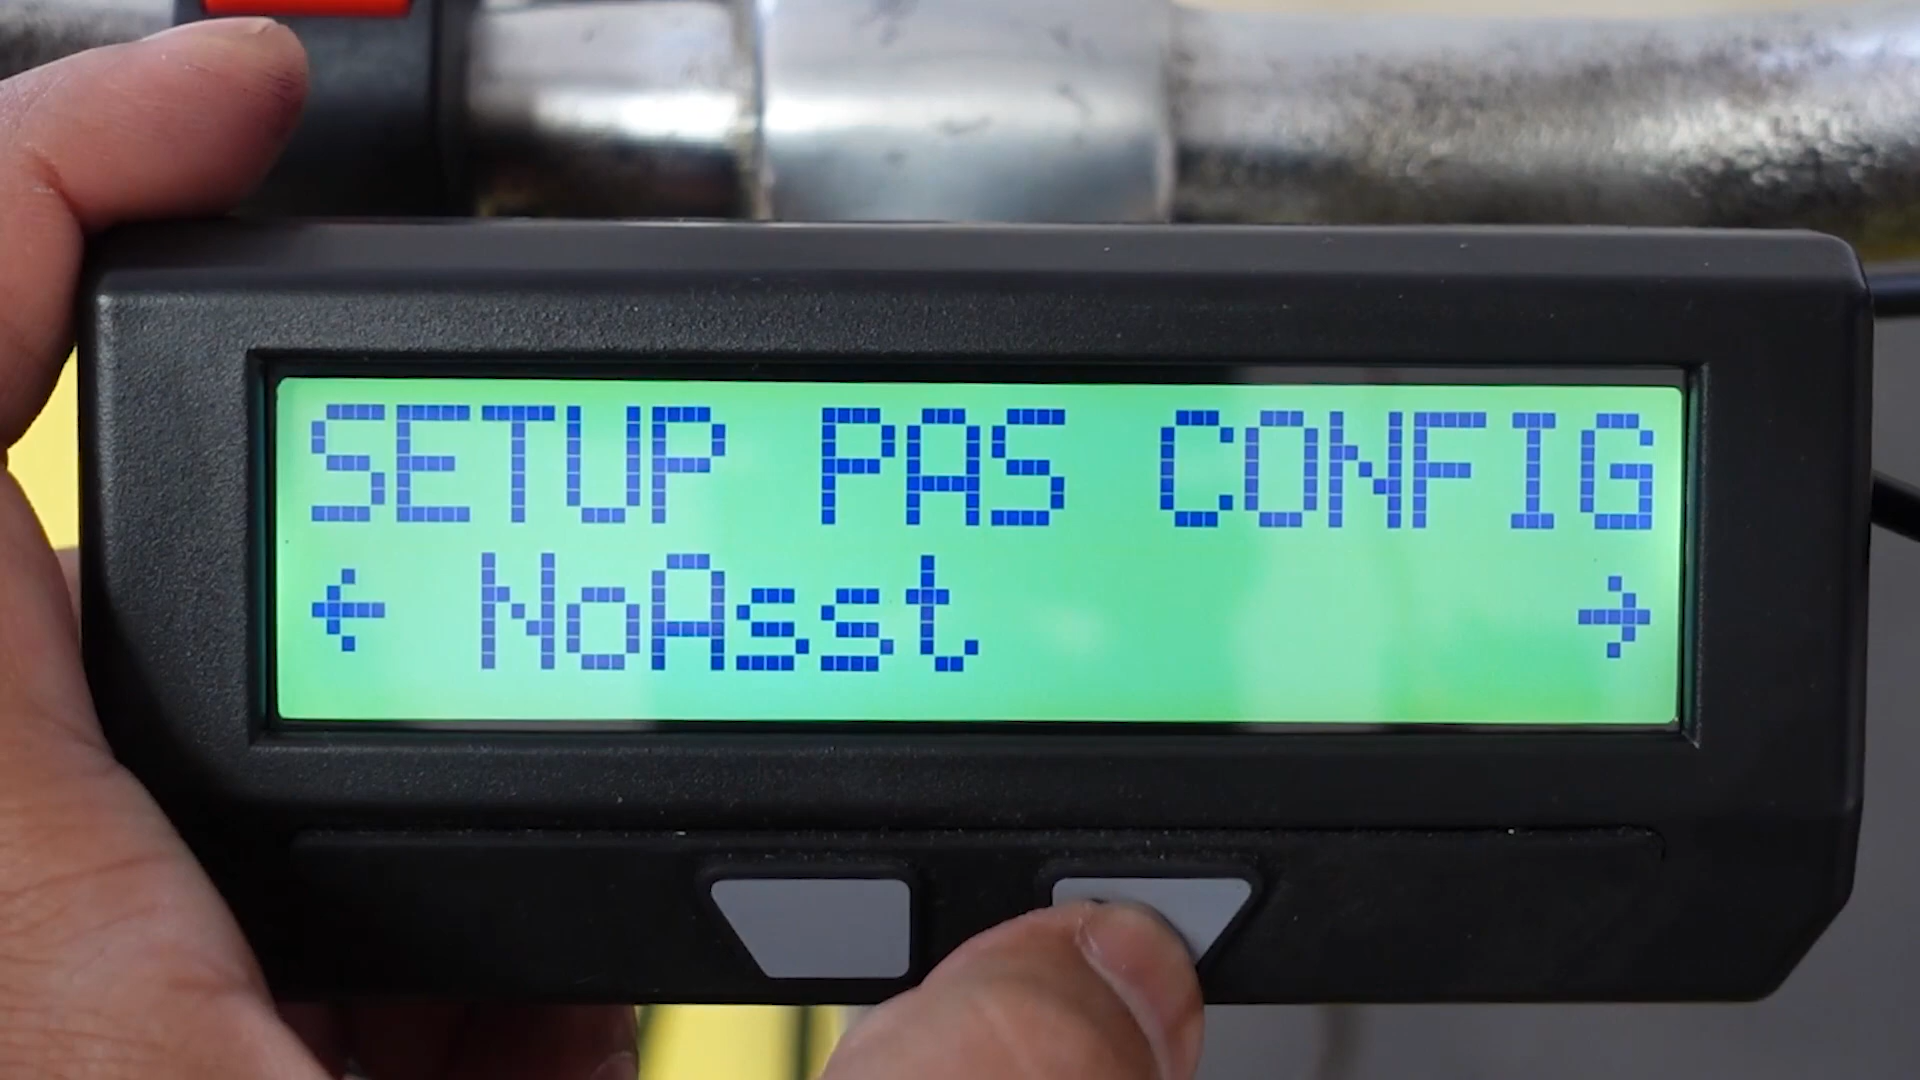 SETUP PAS CONFIG
← NoAsst →